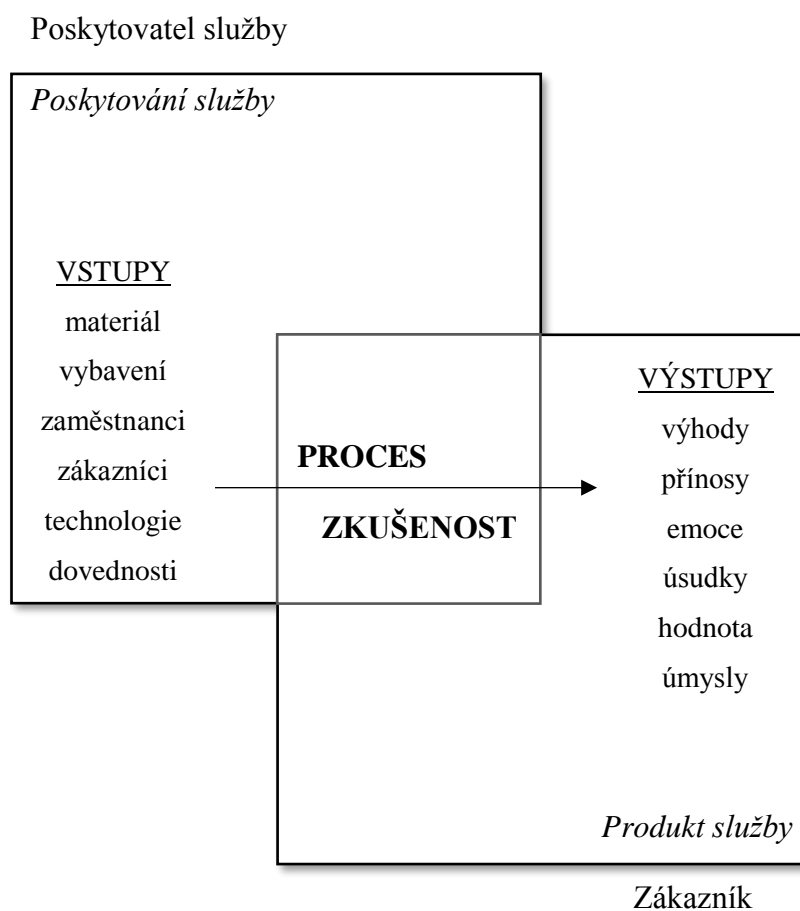 Poskytovatel služby
Poskytování služby
VSTUPY
materiál
vybavení
zaměstnanci
zákazníci
technologie
dovednosti
PROCES
ZKUŠENOST
VÝSTUPY
výhody
přínosy
emoce
úsudky
hodnota
úmysly
Produkt služby
Zákazník